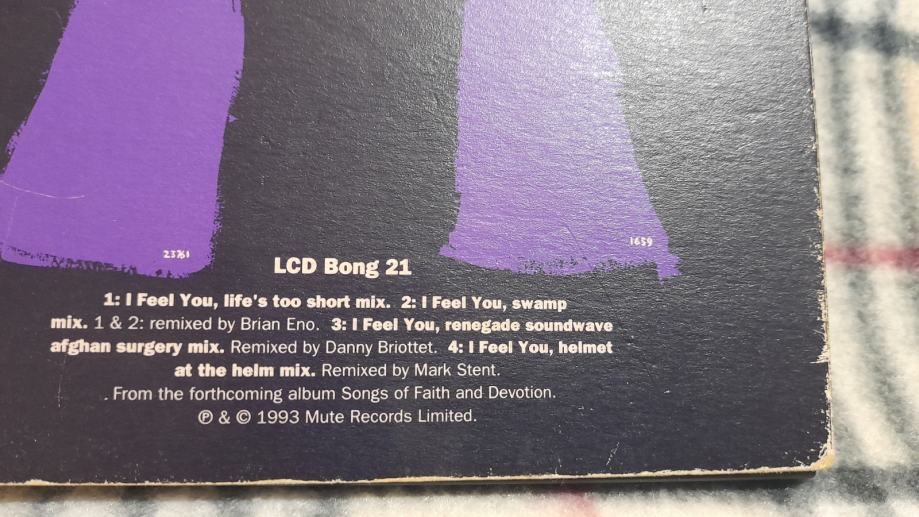 23761
1659
LCD Bong 21
1: I Feel You, life's too short mix. 2: I Feel You, swamp
mix. 1 & 2: remixed by Brian Eno. 3: I Feel You, renegade soundwave
afghan surgery mix. Remixed by Danny Briottet. 4: I Feel You, helmet
at the helm mix. Remixed by Mark Stent.
. From the forthcoming album Songs of Faith and Devotion.
℗ & © 1993 Mute Records Limited.